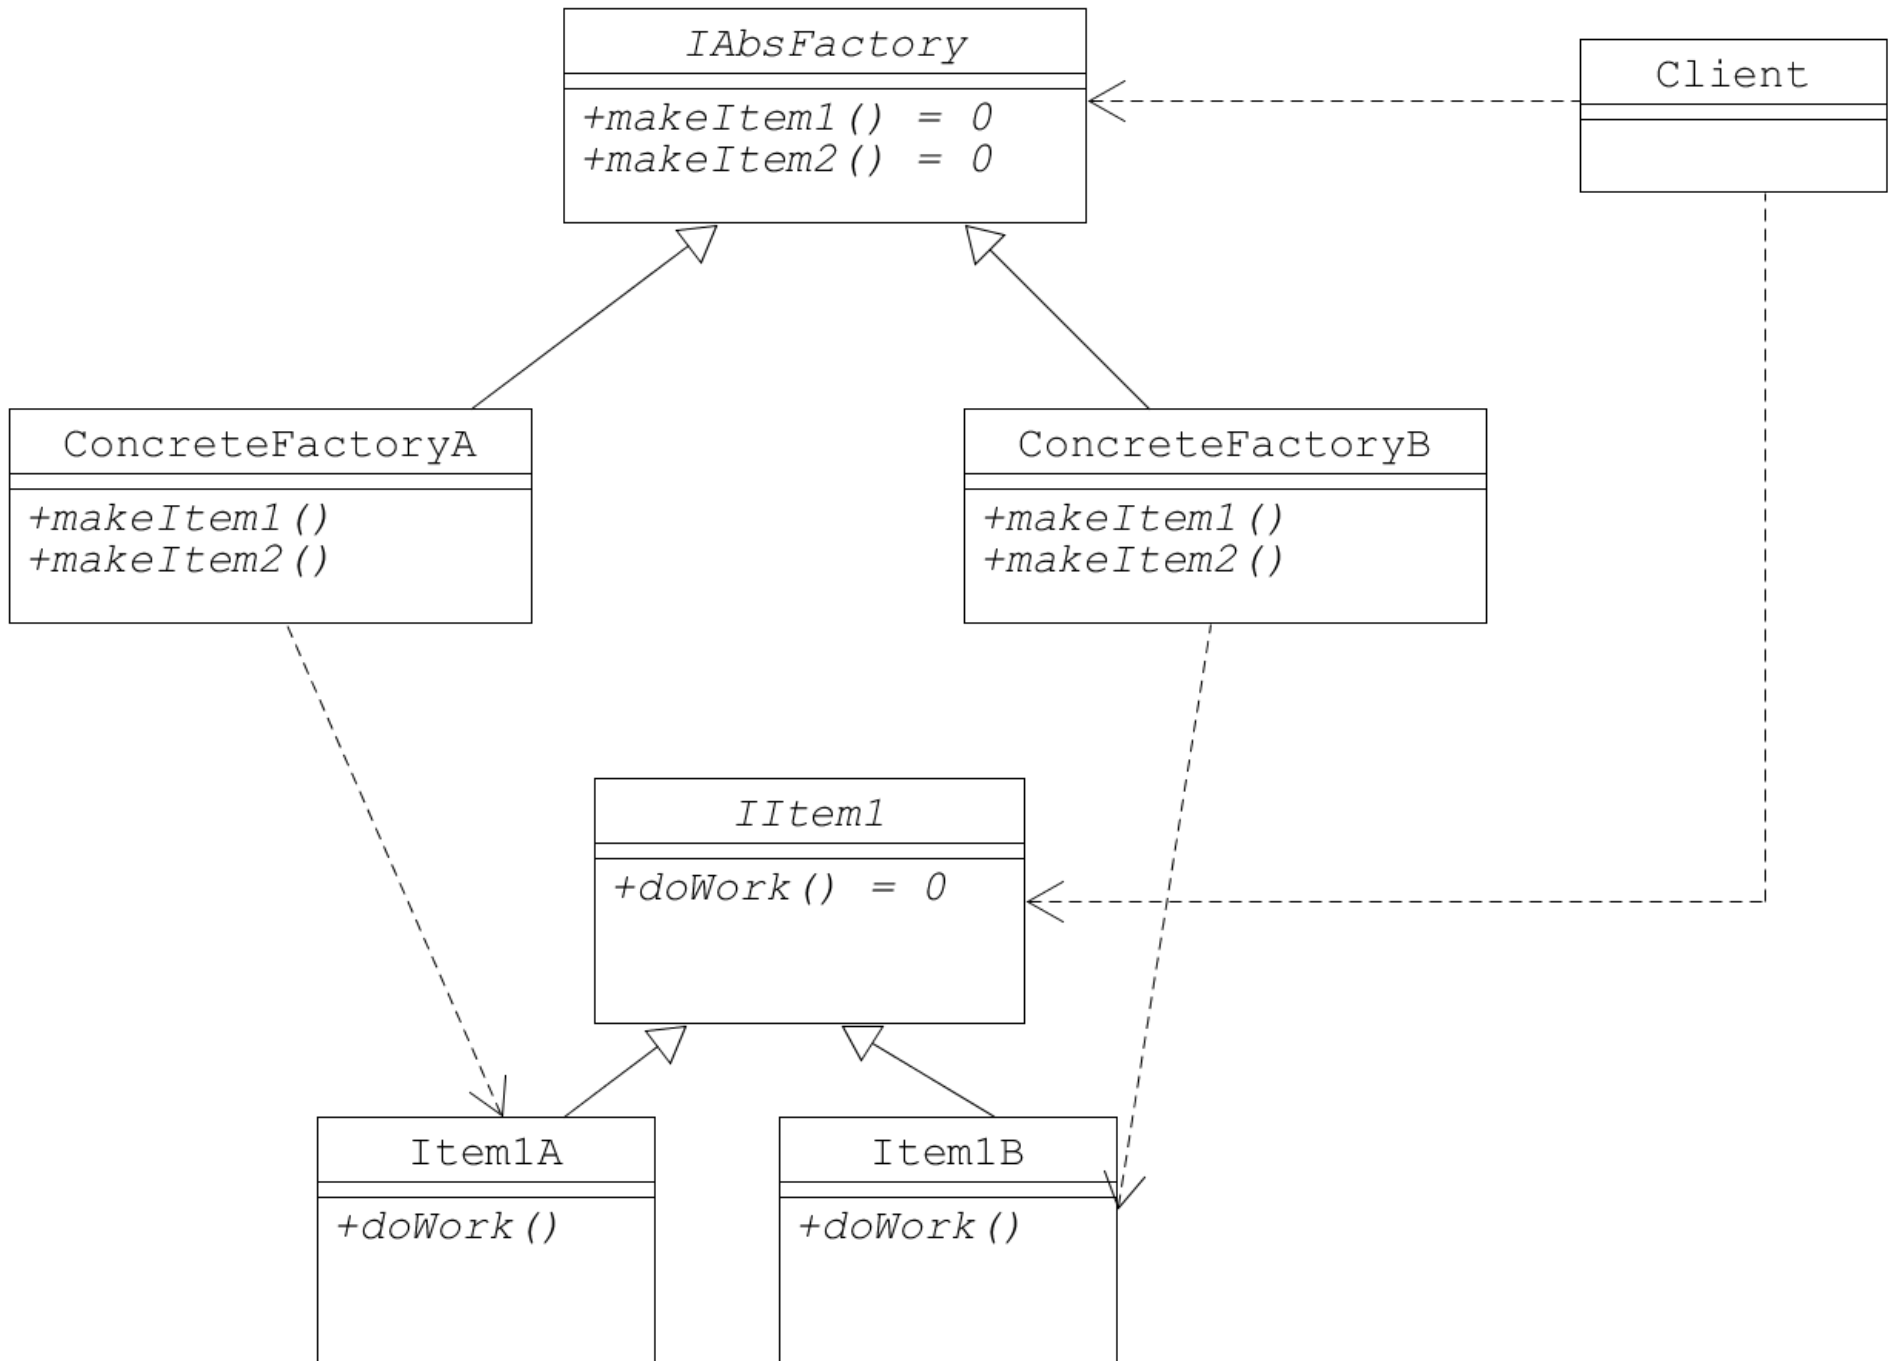 IAbsFactory
+makeItem1() = 0
+makeItem2() = 0
Client
ConcreteFactoryA
+makeItem1()
+makeItem2()
ConcreteFactoryB
+makeItem1()
+makeItem2()
IItem1
+doWork() = 0
Item1A
+doWork()
Item1B
+doWork()